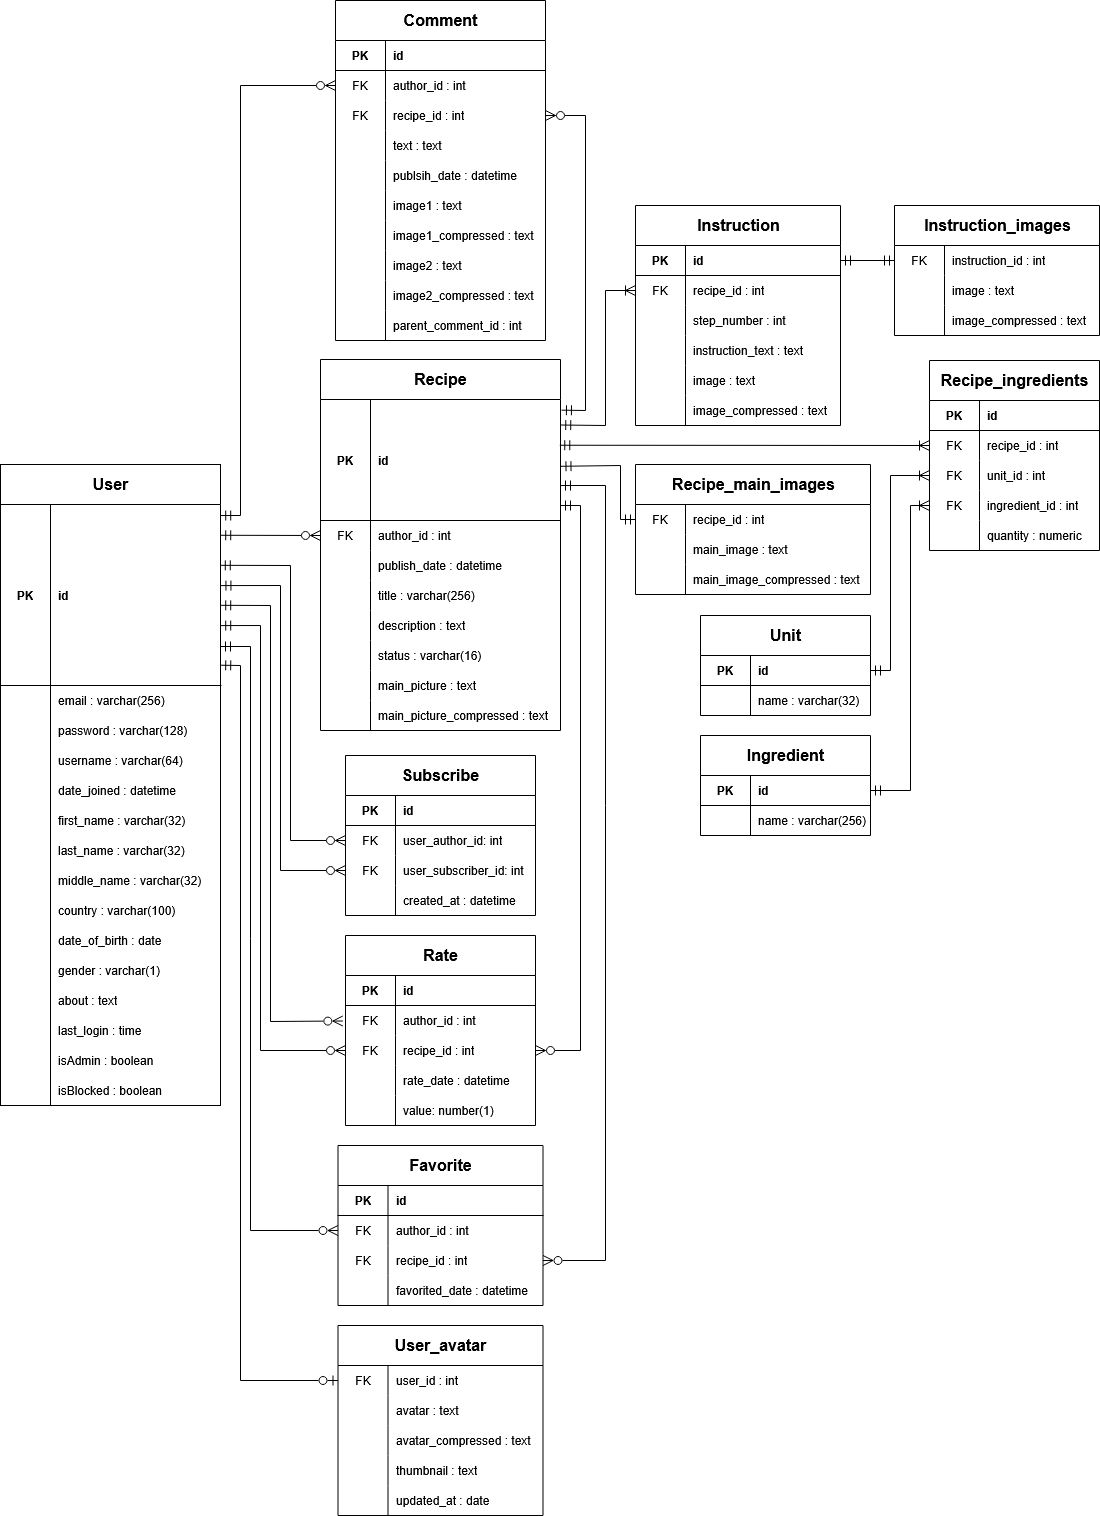 Comment
PK id
FK author_id : int
FK recipe_id : int
text : text
publsih_date : datetime
image1 : text
image1_compressed : text
image2 : text
image2_compressed : text
parent_comment_id : int
Instruction
PK id
FK recipe_id : int
step_number : int
instruction_text : text
image : text
image_compressed : text
Instruction_images
FK instruction_id : int
image : text
image_compressed : text
Recipe
PK id
FK author_id : int
publish_date : datetime
title : varchar(256)
description : text
status : varchar(16)
main_picture : text
main_picture_compressed : text
Recipe_ingredients
PK id
FK recipe_id : int
FK unit_id : int
FK ingredient_id : int
quantity : numeric
User
PK id
email : varchar(256)
password : varchar(128)
username : varchar(64)
date_joined : datetime
first_name : varchar(32)
last_name : varchar(32)
middle_name : varchar(32)
country : varchar(100)
date_of_birth : date
gender : varchar(1)
about : text
last_login : time
isAdmin : boolean
isBlocked : boolean
Recipe_main_images
FK recipe_id : int
main_image : text
main_image_compressed : text
Unit
PK id
name : varchar(32)
Ingredient
PK id
name : varchar(256)
Subscribe
PK id
FK user_author_id: int
FK user_subscriber_id: int
created_at : datetime
Rate
PK id
FK author_id : int
FK recipe_id : int
rate_date : datetime
value: number(1)
Favorite
PK id
FK author_id : int
FK recipe_id : int
favorited_date : datetime
User_avatar
FK user_id : int
avatar : text
avatar_compressed : text
thumbnail : text
updated_at : date